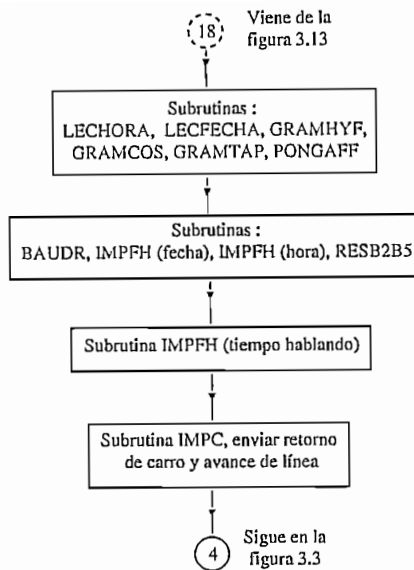 18
Viene de la
figura 3.13
Subrutinas :
LECHORA, LECFECHA, GRAMHYF,
GRAMCOS, GRAMTAP, PONGAFF
Subrutinas:
BAUDR, IMPFH (fecha), IMPFH (hora), RESB2B5
Subrutina IMPFH (tiempo hablando)
Subrutina IMPC, enviar retorno
de carro y avance de línea
4
Sigue en la
figura 3.3